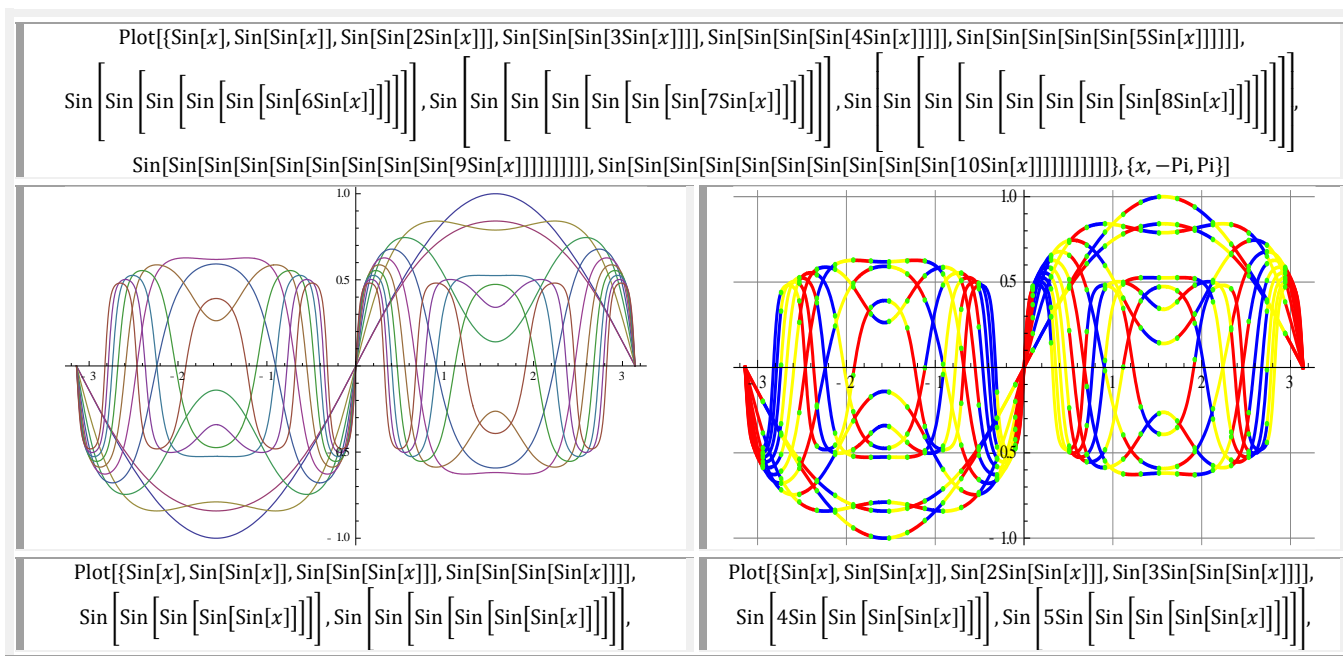 Plot[{Sin[𝑥], Sin[Sin[𝑥]], Sin[Sin[2Sin[𝑥]]], Sin[Sin[Sin[3Sin[𝑥]]]], Sin[Sin[Sin[Sin[4Sin[𝑥]]]]], Sin[Sin[Sin[Sin[Sin[5Sin[𝑥]]]]]],
Sin[Sin[Sin[Sin[Sin[Sin[6Sin[𝑥]]]]]]], Sin[Sin[Sin[Sin[Sin[Sin[Sin[7Sin[𝑥]]]]]]]], Sin[Sin[Sin[Sin[Sin[Sin[Sin[Sin[8Sin[𝑥]]]]]]]]],
Sin[Sin[Sin[Sin[Sin[Sin[Sin[Sin[Sin[9Sin[𝑥]]]]]]]]]], Sin[Sin[Sin[Sin[Sin[Sin[Sin[Sin[Sin[Sin[10Sin[𝑥]]]]]]]]]]]}, {𝑥, −Pi, Pi}]
1.0
0.5
- 3 - 2 - 1 1 2 3
0.5
- 1.0
1.0
0.5
3 - 2 - 1 1 2 3
0.5
- 1.0
Plot[{Sin[𝑥], Sin[Sin[𝑥]], Sin[Sin[Sin[𝑥]]], Sin[Sin[Sin[Sin[𝑥]]]],
Sin[Sin[Sin[Sin[Sin[𝑥]]]]], Sin[Sin[Sin[Sin[Sin[Sin[𝑥]]]]]],
Plot[{Sin[𝑥], Sin[Sin[𝑥]], Sin[2Sin[Sin[𝑥]]], Sin[3Sin[Sin[Sin[𝑥]]]],
Sin[4Sin[Sin[Sin[Sin[𝑥]]]]], Sin[5Sin[Sin[Sin[Sin[Sin[𝑥]]]]]],